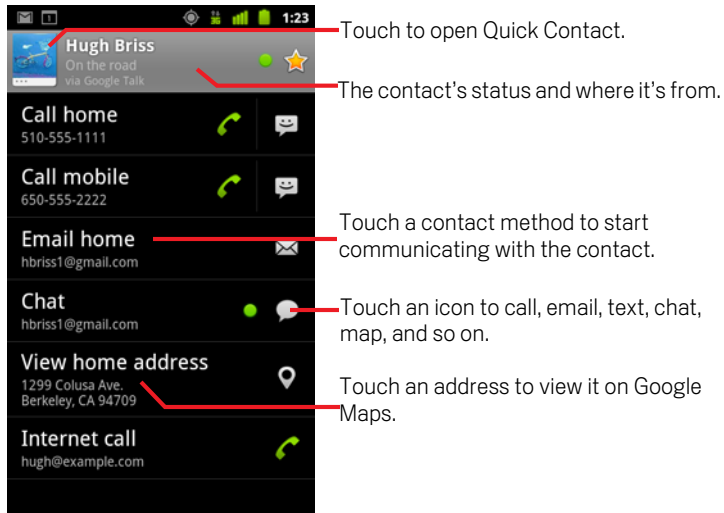 1:23
Hugh Briss
On the road
via Google Talk
Touch to open Quick Contact.
The contact's status and where it's from.
Call home
510-555-1111
Call mobile
650-555-2222
Email home
hbriss1@gmail.com
Touch a contact method to start
communicating with the contact.
Chat
hbriss1@gmail.com
Touch an icon to call, email, text, chat,
map, and so on.
View home address
1299 Colusa Ave.
Berkeley, CA 94709
Touch an address to view it on Google
Maps.
Internet call
hugh@example.com